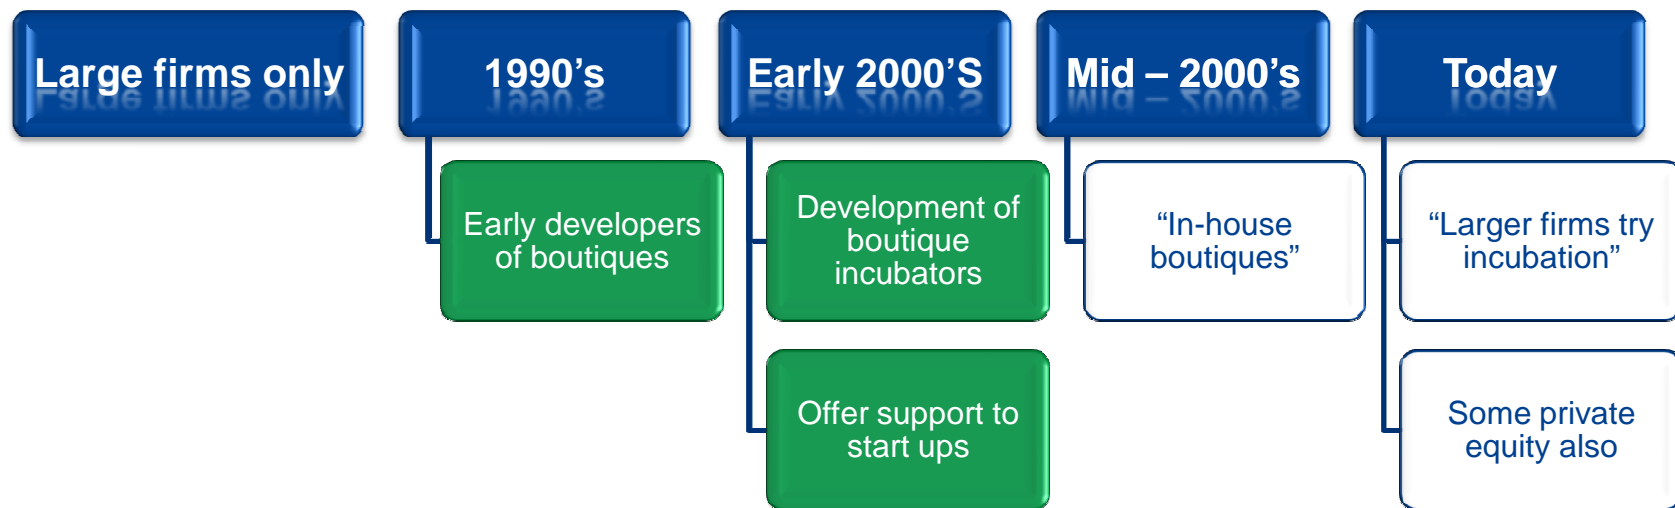 Large firms only
1990’s
Early 2000’S
Mid – 2000’s
Today
Early developers
of boutiques
Development of
boutique
incubators
Offer support to
start ups
“In-house
boutiques”
“Larger firms try
incubation”
Some private
equity also